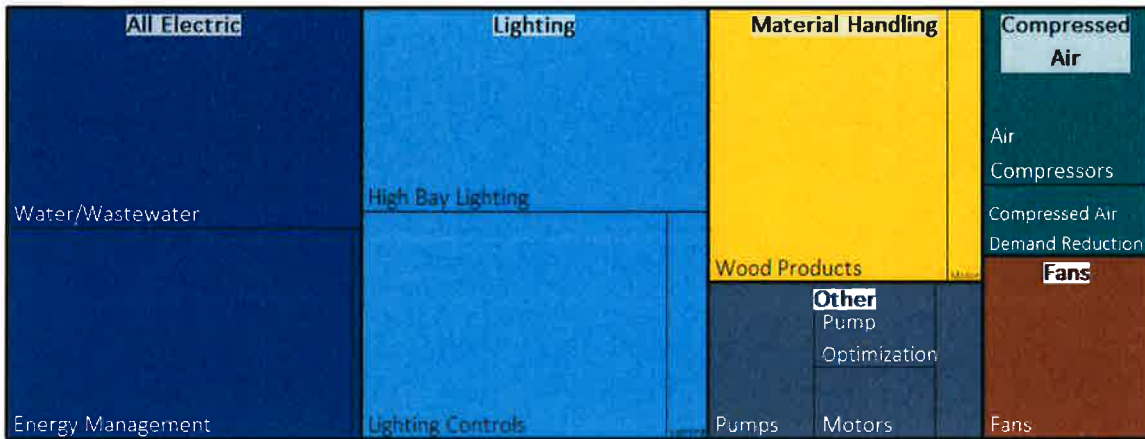 All Electric
Water/Wastewater
Energy Management
Lighting
High Bay Lighting
Lighting Controls
Material Handling
Wood Products
Other
Pumps
Pump
Optimization
Motors
Compressed
Air
Air
Compressors
Compressed Air
Demand Reduction
Fans
Fans